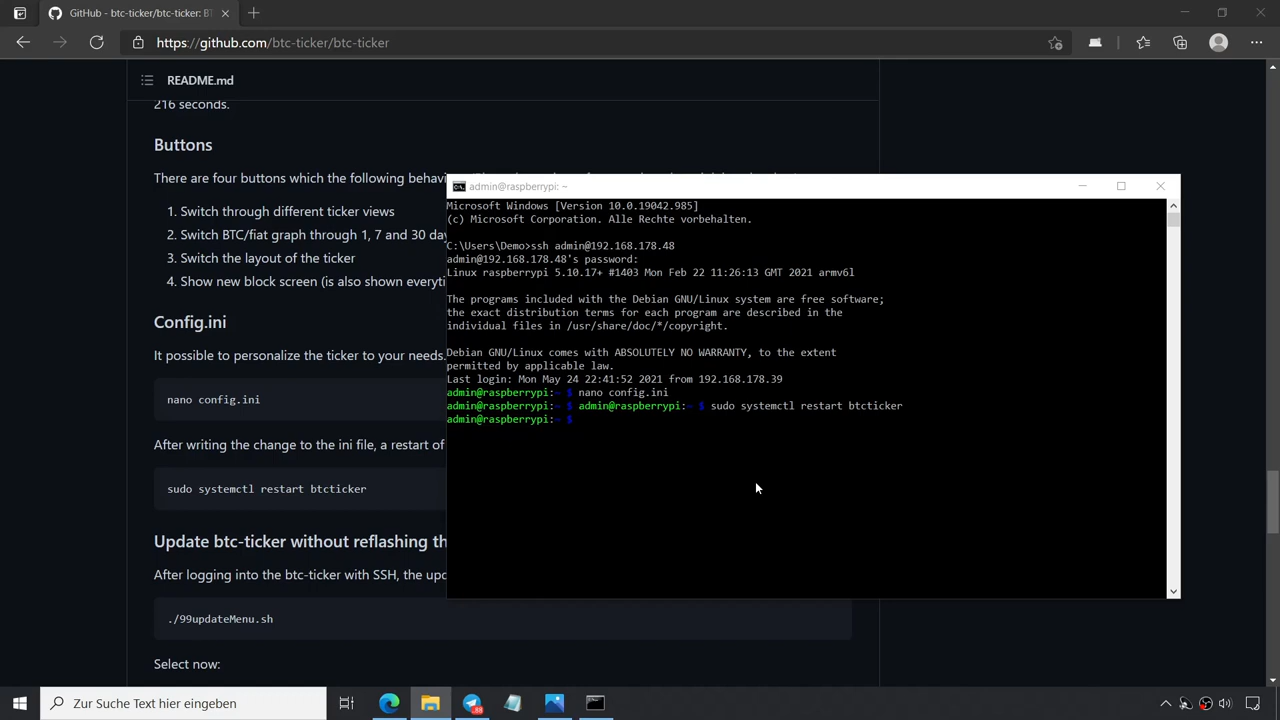 GitHub - btc-ticker/btc-ticker: BT
https://github.com/btc-ticker/btc-ticker
README.md
216 seconds.
Buttons
There are four buttons which the following behavi
1. Switch through different ticker views
2. Switch BTC/fiat graph through 1, 7 and 30 day
3. Switch the layout of the ticker
4. Show new block screen (is also shown everyti
Config.ini
It possible to personalize the ticker to your needs.
nano config.ini
After writing the change to the ini file, a restart of
sudo systemctl restart btcticker
Update btc-ticker without reflashing th
After logging into the btc-ticker with SSH, the upd
./99updateMenu.sh
Select now:
admin@raspberrypi: ~
Microsoft Windows [Version 10.0.19042.985]
(c) Microsoft Corporation. Alle Rechte vorbehalten.
C:\Users\Demo>ssh admin@192.168.178.48
admin@192.168.178.48's password:
Linux raspberrypi 5.10.17+ #1403 Mon Feb 22 11:26:13 GMT 2021 armv6l
The programs included with the Debian GNU/Linux system are free software;
the exact distribution terms for each program are described in the
individual files in /usr/share/doc/*/copyright.
Debian GNU/Linux comes with ABSOLUTELY NO WARRANTY, to the extent
permitted by applicable law.
Last login: Mon May 24 22:41:52 2021 from 192.168.178.39
admin@raspberrypi:~ $ nano config.ini
admin@raspberrypi:~ $ admin@raspberrypi:~ $ sudo systemctl restart btcticker
admin@raspberrypi:~ $
Zur Suche Text hier eingeben
88